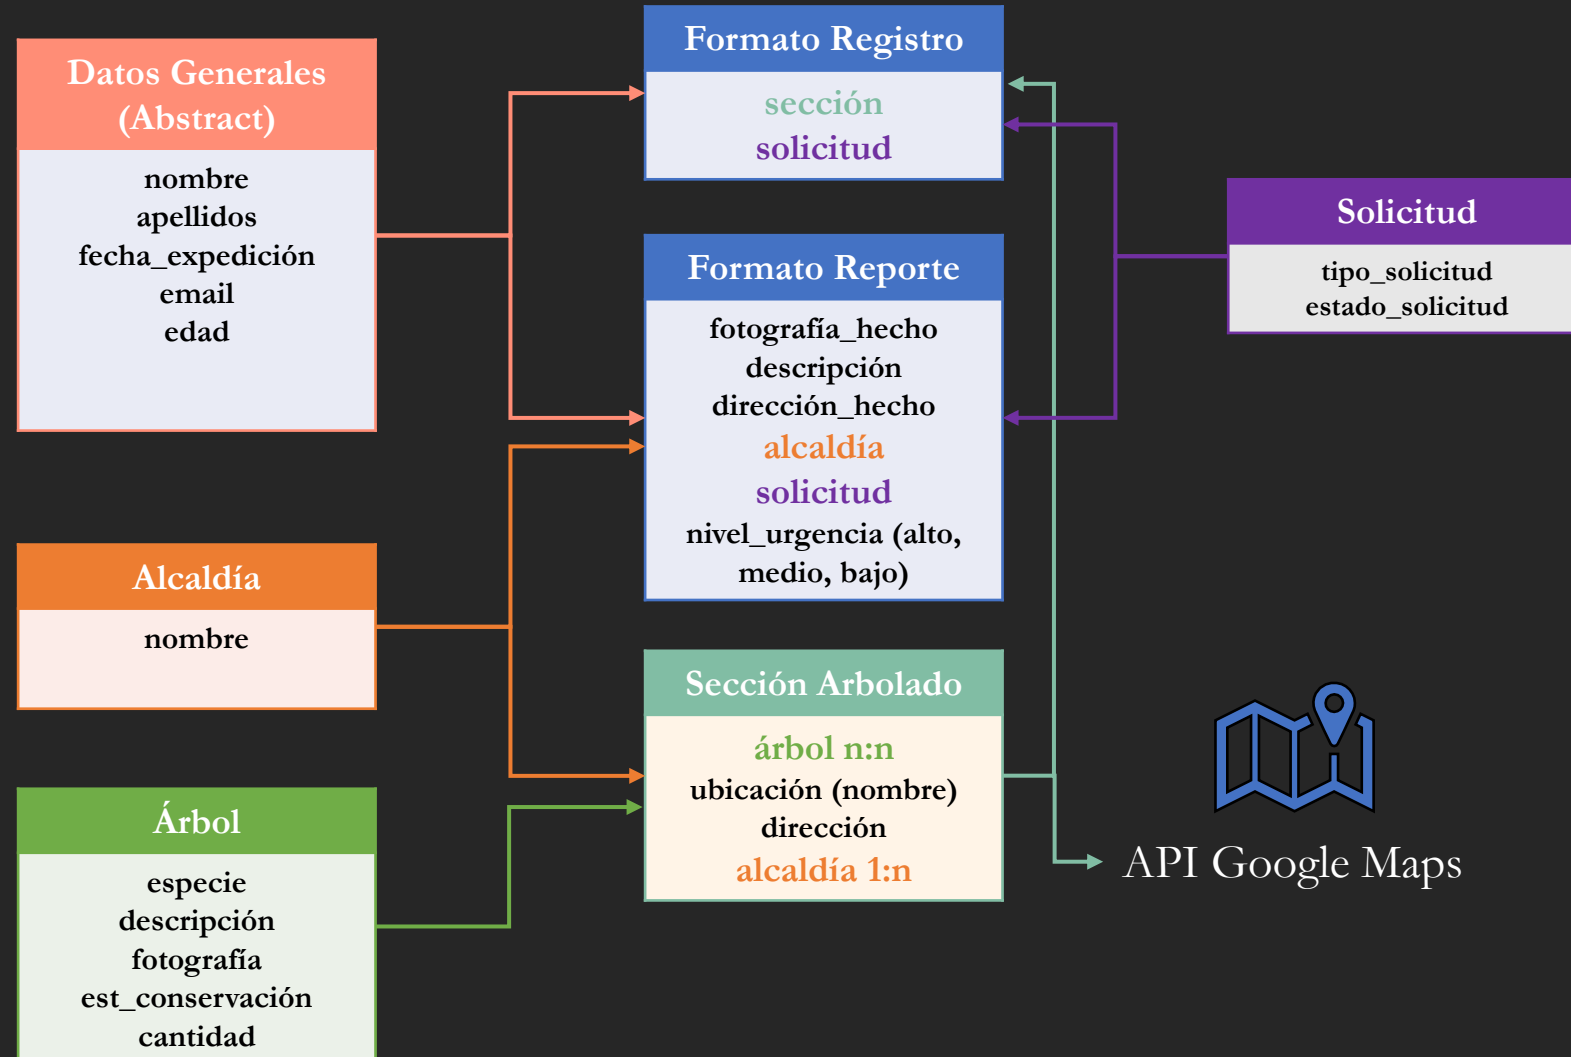 Datos Generales
(Abstract)
nombre
apellidos
fecha_expedición
email
edad
Alcaldía
nombre
Árbol
especie
descripción
fotografía
est_conservación
cantidad
Formato Registro
sección
solicitud
Formato Reporte
fotografía_hecho
descripción
dirección_hecho
alcaldía
solicitud
nivel_urgencia (alto,
medio, bajo)
Sección Arbolado
árbol n:n
ubicación (nombre)
dirección
alcaldía 1:n
Solicitud
tipo_solicitud
estado_solicitud
API Google Maps